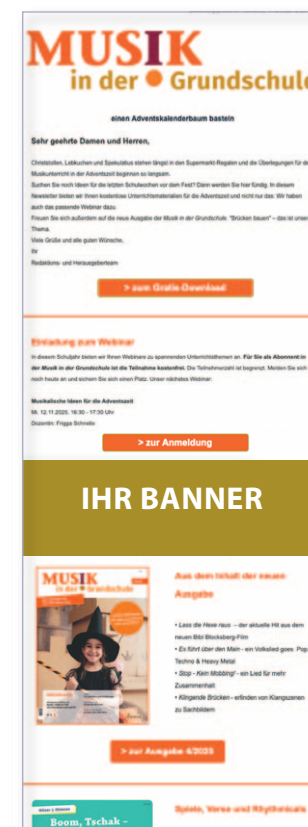 MUSIK
in der Grundschule
einen Adventskalenderbaum basteln
Sehr geehrte Damen und Herren,
Christstollen, Lebkuchen und Spekulatius stehen längst in den Supermarkt-Regalen und die Überlegungen für den
Musikunterricht in der Adventszeit beginnen so langsam.
Suchen Sie noch Ideen für die letzten Schulwochen vor dem Fest? Dann werden Sie hier fündig. In diesem
Newsletter bieten wir Ihnen kostenlose Unterrichtsmaterialien für die Adventszeit und nicht nur das: Wir haben
auch das passende Webinar dazu.
Freuen Sie sich außerdem auf die neue Ausgabe der Musik in der Grundschule. "Brücken bauen" – das ist unser
Thema.
Viele Grüße und alle guten Wünsche,
Ihr
Redaktions- und Herausgeberteam
> zum Gratis-Download
Einladung zum Webinar
In diesem Schuljahr bieten wir Ihnen Webinare zu spannenden Unterrichtsthemen an. Für Sie als Abonnent:in
der Musik in der Grundschule ist die Teilnahme kostenfrei. Die Teilnehmerzahl ist begrenzt. Melden Sie sich
noch heute an und sichern Sie sich einen Platz. Unser nächstes Webinar:
Musikalische Ideen für die Adventszeit
Mi, 12.11.2025, 16:30 - 17:30 Uhr
Dozentin: Frigga Schnelle
> zur Anmeldung
IHR BANNER
MUSIK
in der Grundschule
Aus dem Inhalt der neuen
Ausgabe
• Lass die Hexe raus – der aktuelle Hit aus dem
neuen Bibi Blocksberg-Film
• Es führt über den Main - ein Volkslied goes Pop,
Techno & Heavy Metal
• Stop - Kein Mobbing! - ein Lied für mehr
Zusammenhalt
• Klingende Brücken - erfinden von Klangszenen
zu Sachbildern
> zur Ausgabe 4/2025
Boom, Tschak –
Spiele, Verse und Rhythmicals